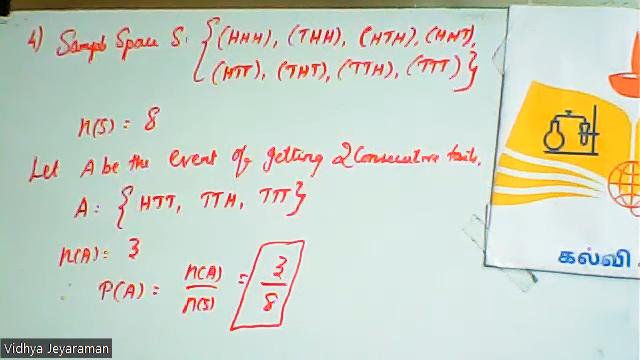 4) Sample Space S: {(HHH), (THH), (HTH), (HHT),
(HTT), (THT), (TTH), (TTT)}
n(S) = 8
Let A be the event of getting 2 Consecutive tails.
A: {HTT, TTH, TTT}
n(A): 3
∴ P(A) = n(A)/n(S) = 3/8
கல்வி
Vidhya Jeyaraman